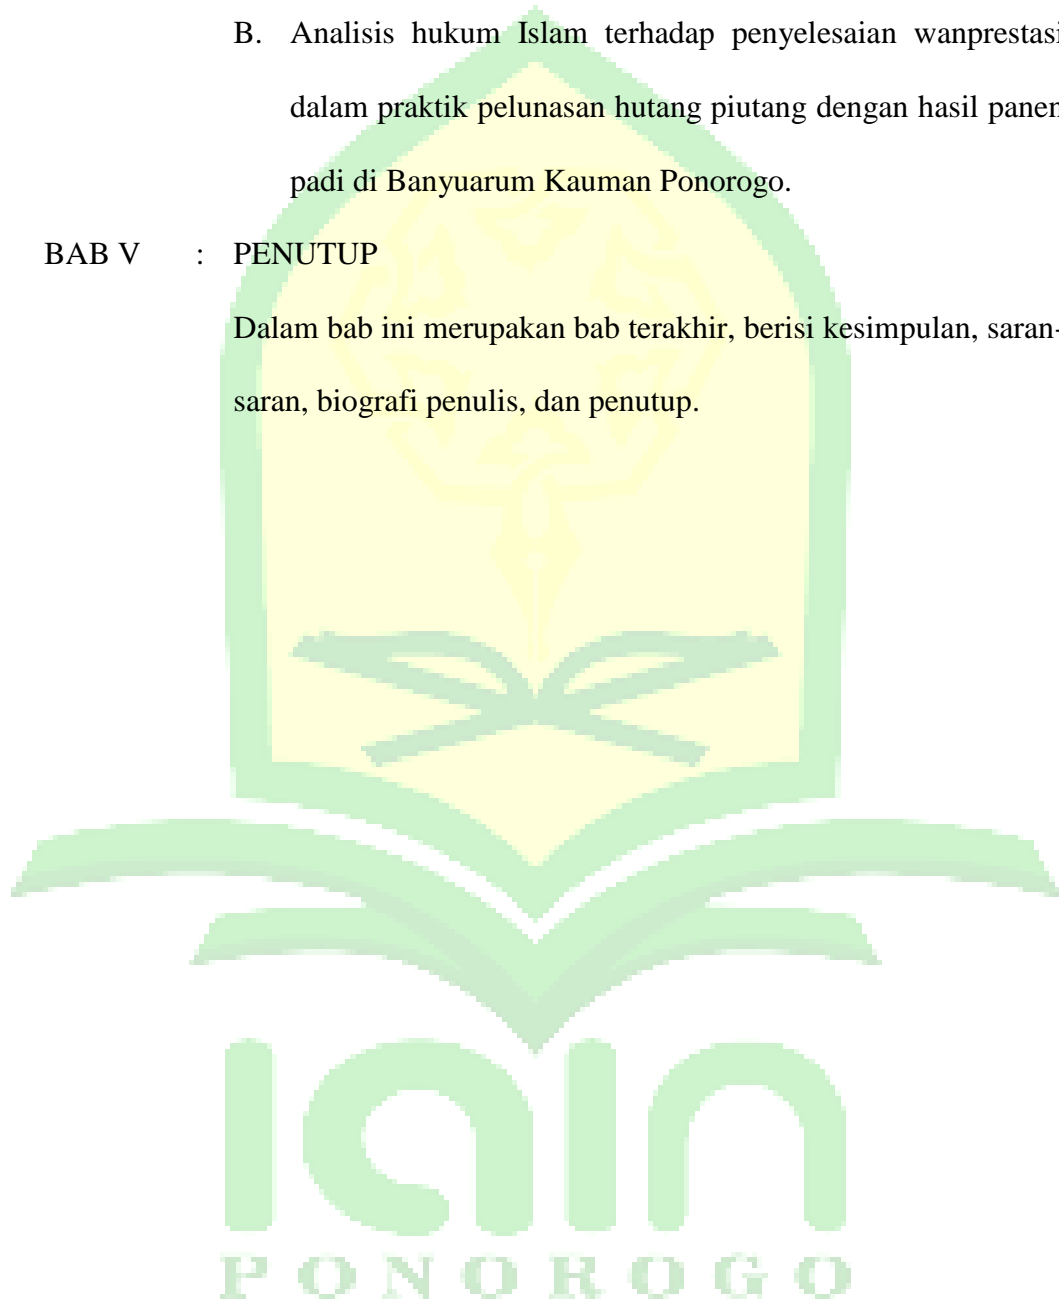 B. Analisis hukum Islam terhadap penyelesaian wanprestasi
dalam praktik pelunasan hutang piutang dengan hasil panen
padi di Banyuarum Kauman Ponorogo.
BAB V : PENUTUP
Dalam bab ini merupakan bab terakhir, berisi kesimpulan, saran-
saran, biografi penulis, dan penutup.
iain
PONOROGO